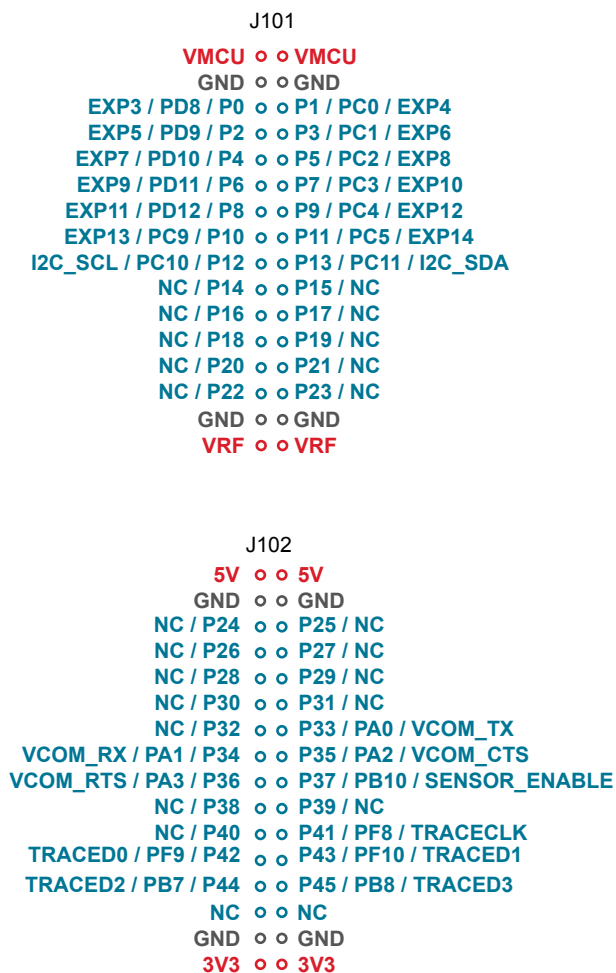 J101
VMCU VMCU
GND GND
EXP3 / PD8 / P0 P1 / PC0 / EXP4
EXP5 / PD9 / P2 P3 / PC1 / EXP6
EXP7 / PD10 / P4 P5 / PC2 / EXP8
EXP9 / PD11 / P6 P7 / PC3 / EXP10
EXP11 / PD12 / P8 P9 / PC4 / EXP12
EXP13 / PC9 / P10 P11 / PC5 / EXP14
I2C_SCL / PC10 / P12 P13 / PC11 / I2C_SDA
NC / P14 P15 / NC
NC / P16 P17 / NC
NC / P18 P19 / NC
NC / P20 P21 / NC
NC / P22 P23 / NC
GND GND
VRF VRF
J102
5V 5V
GND GND
NC / P24 P25 / NC
NC / P26 P27 / NC
NC / P28 P29 / NC
NC / P30 P31 / NC
NC / P32 P33 / PA0 / VCOM_TX
VCOM_RX / PA1 / P34 P35 / PA2 / VCOM_CTS
VCOM_RTS / PA3 / P36 P37 / PB10 / SENSOR_ENABLE
NC / P38 P39 / NC
NC / P40 P41 / PF8 / TRACECLK
TRACED0 / PF9 / P42 P43 / PF10 / TRACED1
TRACED2 / PB7 / P44 P45 / PB8 / TRACED3
NC NC
GND GND
3V3 3V3